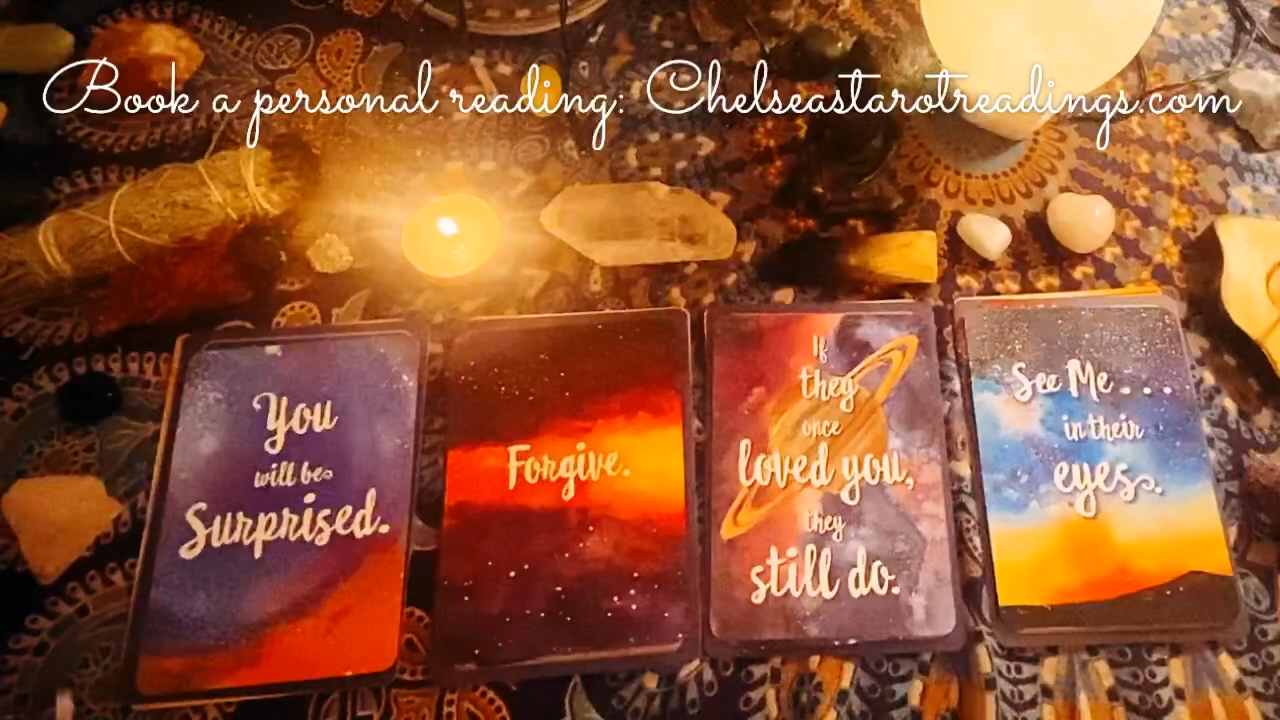 Book a personal reading: Chelseastarotreadings.com
You
will be
Surprised.
Forgive.
If
they
once
loved you,
they
still do.
See Me . . .
in their
eyes.